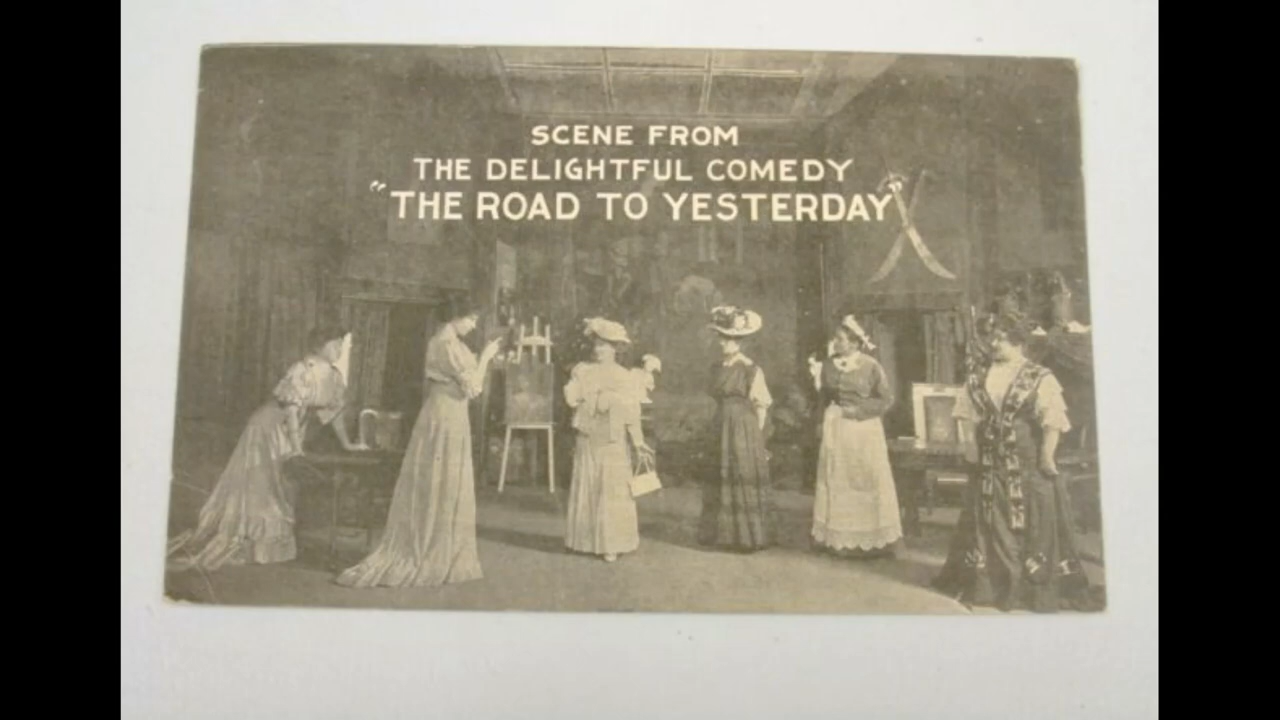 SCENE FROM
THE DELIGHTFUL COMEDY
"THE ROAD TO YESTERDAY